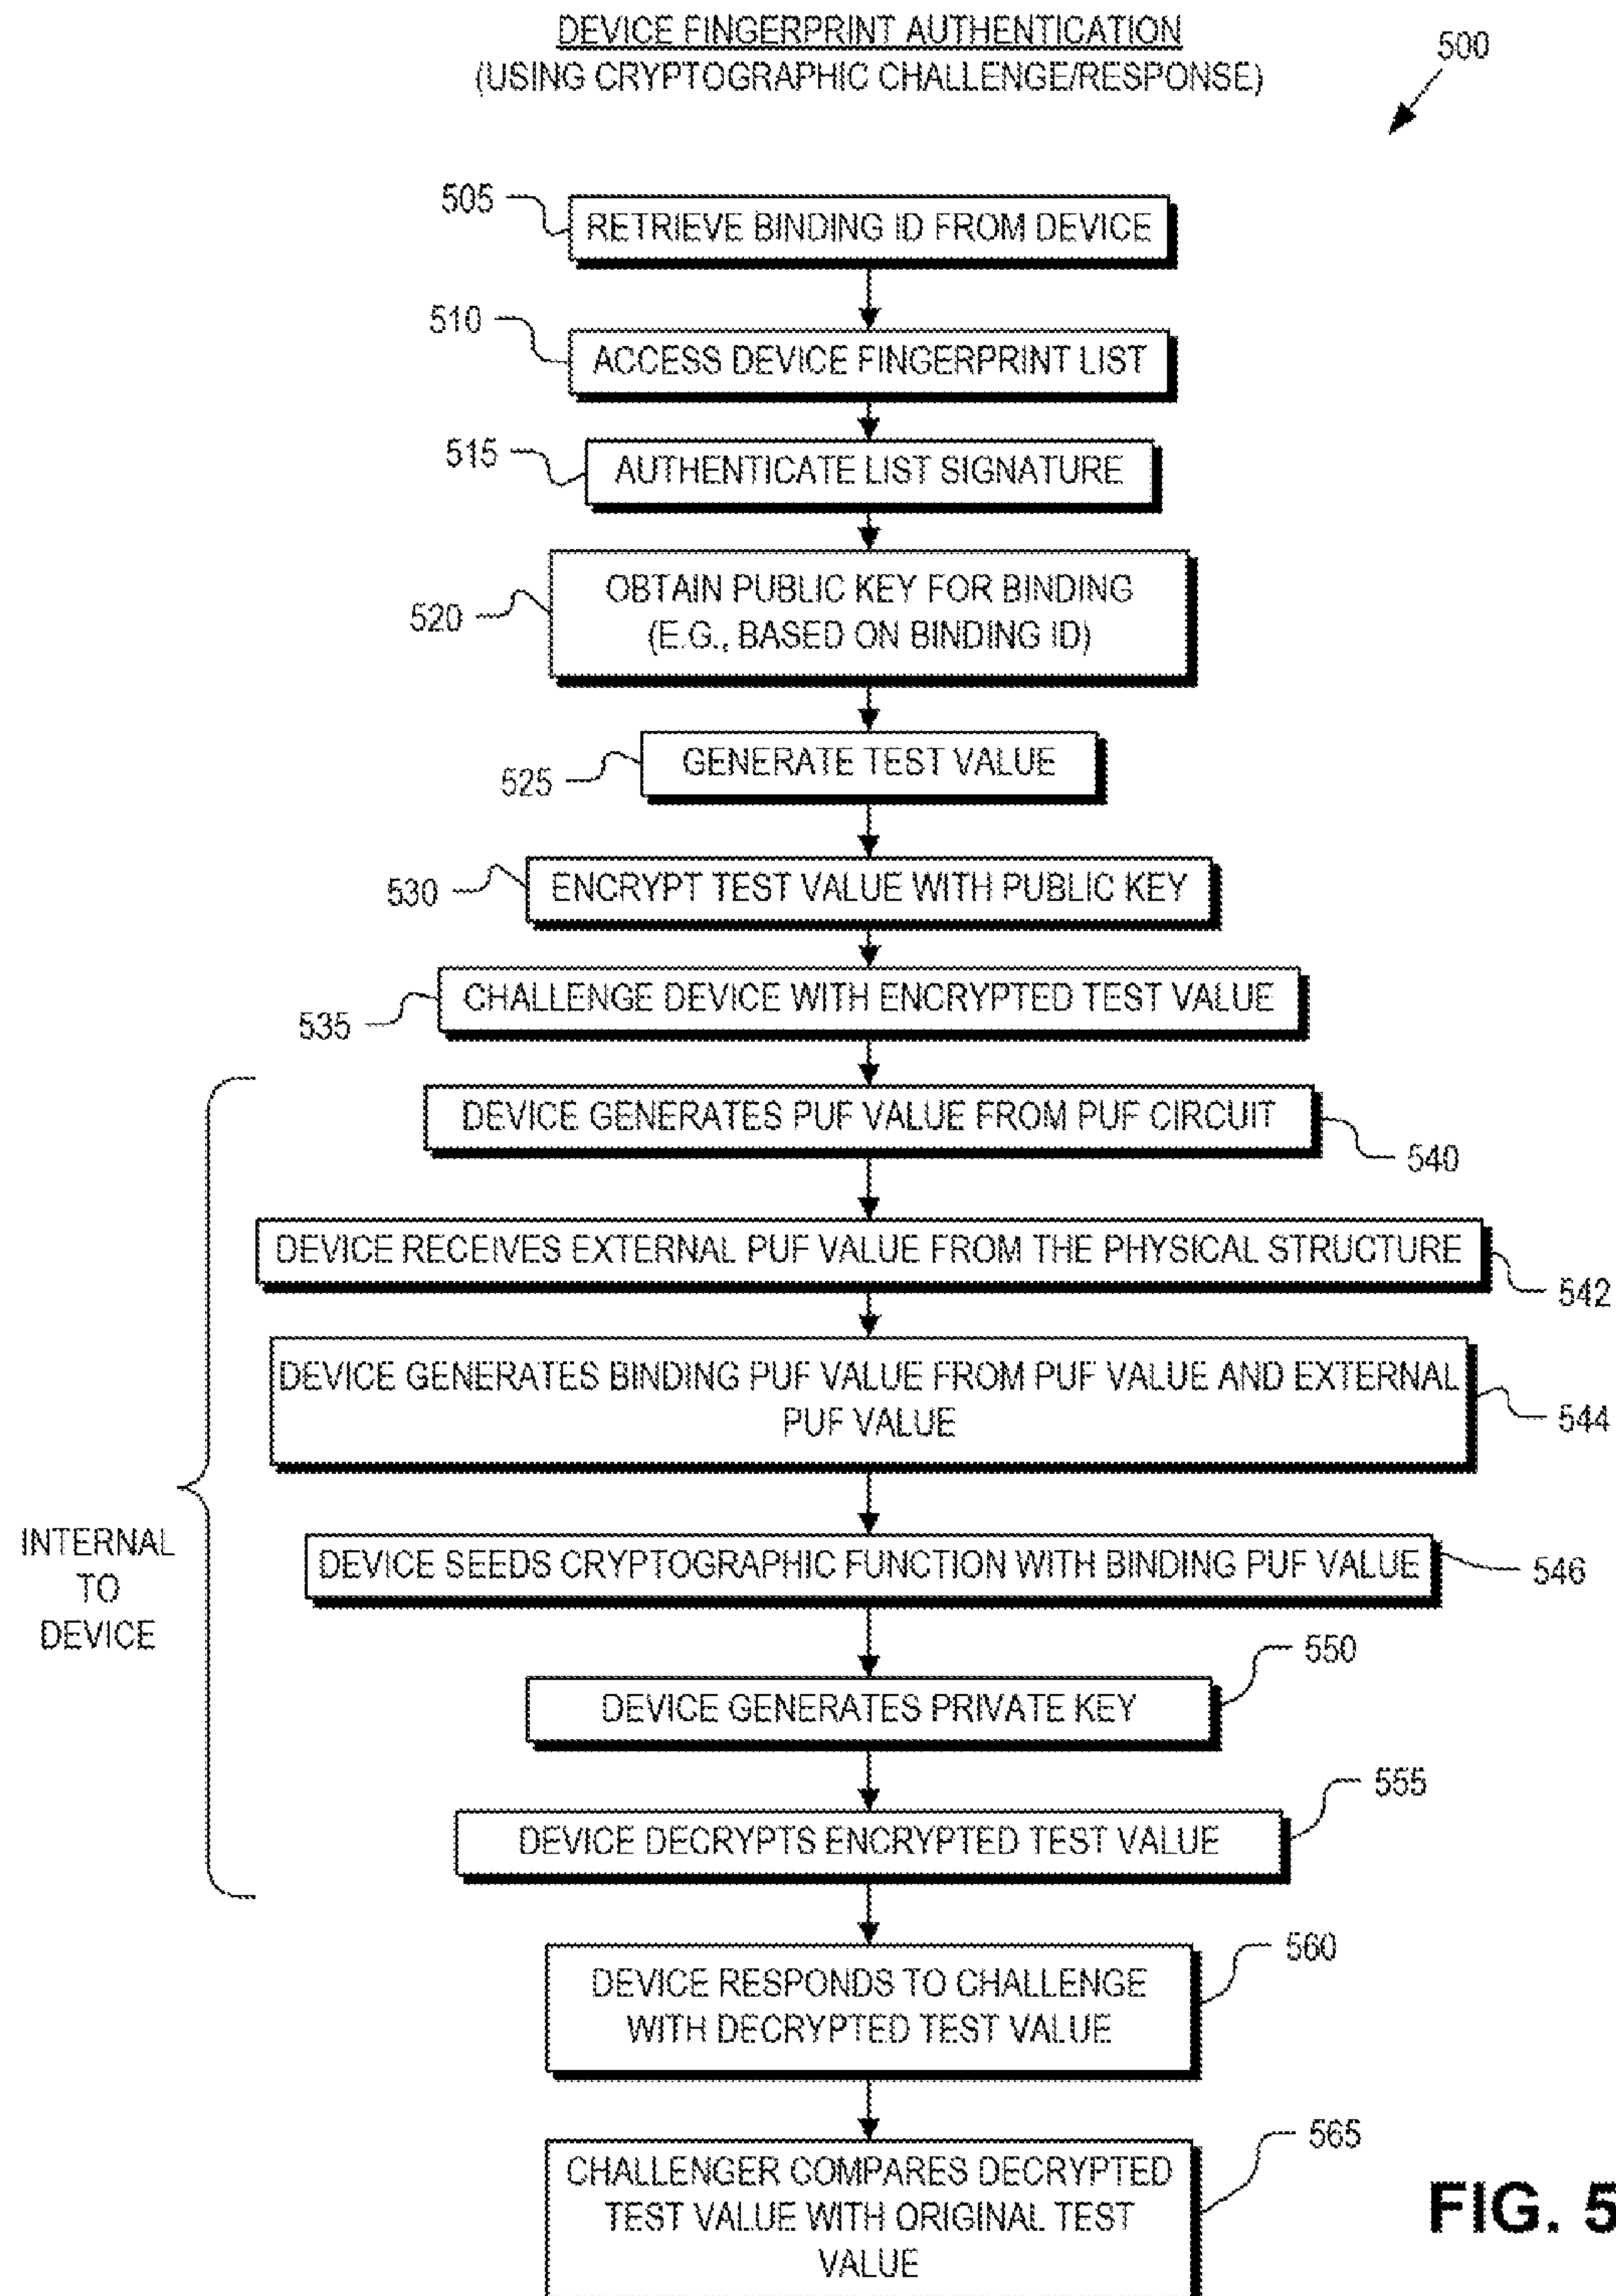 DEVICE FINGERPRINT AUTHENTICATION
(USING CRYPTOGRAPHIC CHALLENGE/RESPONSE)
500
505
RETRIEVE BINDING ID FROM DEVICE
510
ACCESS DEVICE FINGERPRINT LIST
515
AUTHENTICATE LIST SIGNATURE
520
OBTAIN PUBLIC KEY FOR BINDING
(E.G., BASED ON BINDING ID)
525
GENERATE TEST VALUE
530
ENCRYPT TEST VALUE WITH PUBLIC KEY
535
CHALLENGE DEVICE WITH ENCRYPTED TEST VALUE
INTERNAL
TO
DEVICE
DEVICE GENERATES PUF VALUE FROM PUF CIRCUIT
540
DEVICE RECEIVES EXTERNAL PUF VALUE FROM THE PHYSICAL STRUCTURE
542
DEVICE GENERATES BINDING PUF VALUE FROM PUF VALUE AND EXTERNAL
PUF VALUE
544
DEVICE SEEDS CRYPTOGRAPHIC FUNCTION WITH BINDING PUF VALUE
546
550
DEVICE GENERATES PRIVATE KEY
555
DEVICE DECRYPTS ENCRYPTED TEST VALUE
560
DEVICE RESPONDS TO CHALLENGE
WITH DECRYPTED TEST VALUE
565
CHALLENGER COMPARES DECRYPTED
TEST VALUE WITH ORIGINAL TEST
VALUE
FIG. 5